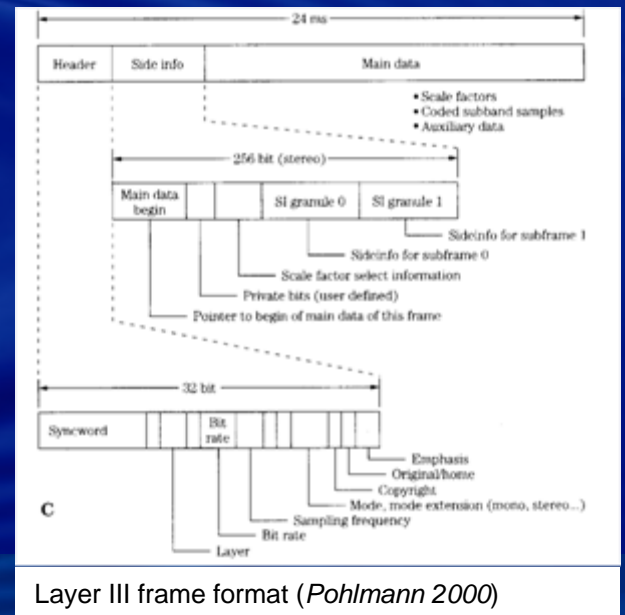 24 ms
Header Side info Main data
• Scale factors
• Coded subband samples
• Auxiliary data
256 bit (stereo)
Main data
begin
SI granule 0 SI granule 1
Sideinfo for subframe 1
Sideinfo for subframe 0
Scale factor select information
Private bits (user defined)
Pointer to begin of main data of this frame
32 bit
Syncword
Bit
rate
Emphasis
Original/home
Copyright
Mode, mode extension (mono, stereo...)
Sampling frequency
Bit rate
Layer
C
Layer III frame format (Pohlmann 2000)